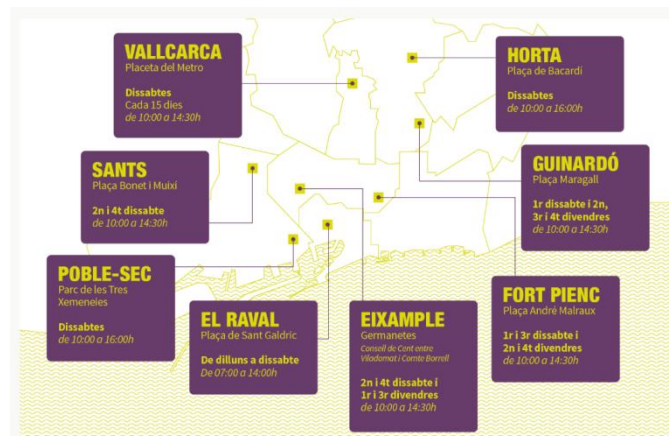 VALLCARCA
Placeta del Metro
Dissabtes
Cada 15 dies
de 10:00 a 14:30h
HORTA
Plaça de Bacardí
Dissabtes
de 10:00 a 16:00h
SANTS
Plaça Bonet i Muixí
2n i 4t dissabte
de 10:00 a 14:30h
GUINARDÓ
Plaça Maragall
1r dissabte i 2n,
3r i 4t divendres
de 10:00 a 14:30h
POBLE-SEC
Parc de les Tres
Xemeneies
Dissabtes
de 10:00 a 16:00h
EL RAVAL
Plaça de Sant Galdric
De dilluns a dissabte
De 07:00 a 14:00h
EIXAMPLE
Germanetes
Consell de Cent entre
Viladomat i Comte Borrell
2n i 4t dissabte i
1r i 3r divendres
de 10:00 a 14:30h
FORT PIENC
Plaça André Malraux
1r i 3r dissabte i
2n i 4t divendres
de 10:00 a 14:30h